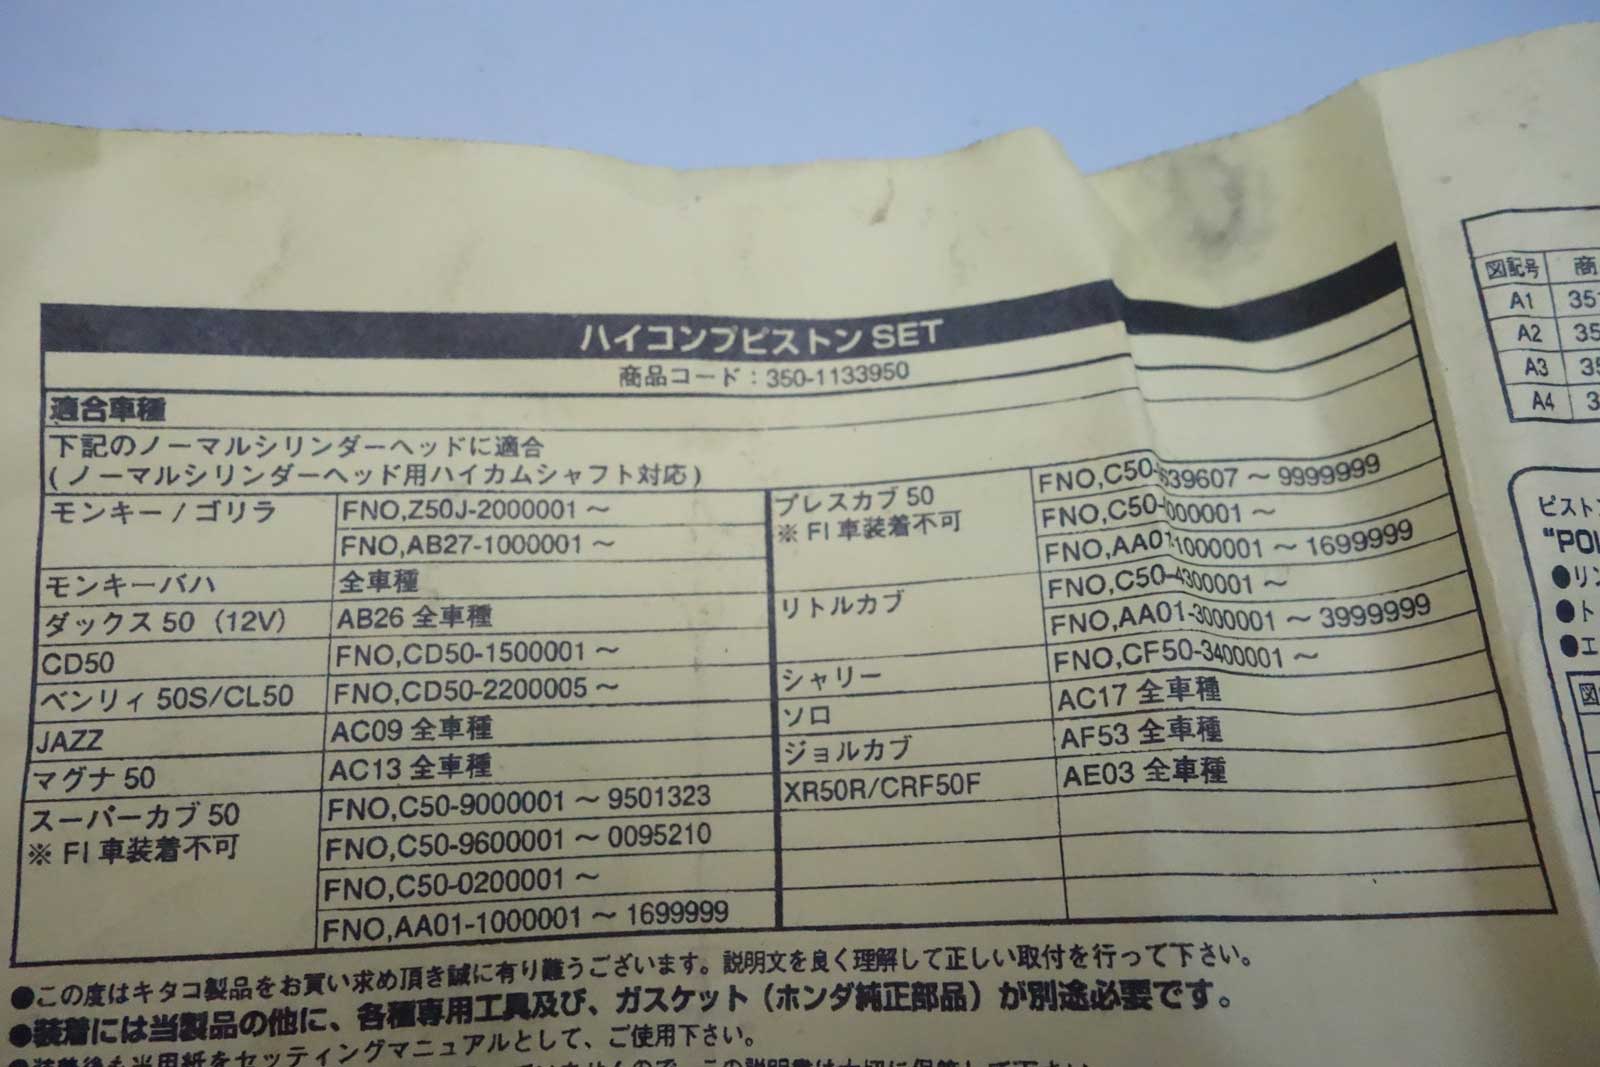 ハイコンプピストン SET
商品コード：350-1133950
適合車種
下記のノーマルシリンダーヘッドに適合
(ノーマルシリンダーヘッド用ハイカムシャフト対応)
モンキー / ゴリラ
FNO,Z50J-2000001 ～
FNO,AB27-1000001 ～
モンキーバハ
全車種
ダックス 50 (12V)
AB26 全車種
CD50
FNO,CD50-1500001 ～
ベンリィ 50S/CL50
FNO,CD50-2200005 ～
JAZZ
AC09 全車種
マグナ 50
AC13 全車種
スーパーカブ 50
※ FI 車装着不可
FNO,C50-9000001 ～ 9501323
FNO,C50-9600001 ～ 0095210
FNO,C50-0200001 ～
FNO,AA01-1000001 ～ 1699999
プレスカブ 50
※ FI 車装着不可
～ 9999999
FNO,AA01-1000001 ～ 1699999
リトルカブ
FNO,C50-4300001 ～
FNO,AA01-3000001 ～ 3999999
シャリー
FNO,CF50-3400001 ～
ソロ
AC17 全車種
ジョルカブ
AF53 全車種
XR50R/CRF50F
AE03 全車種
●この度はキタコ製品をお買い求め頂き誠に有り難うございます。説明文を良く理解して正しい取付を行って下さい。
●装着には当製品の他に、各種専用工具及び、ガスケット（ホンダ純正部品）が別途必要です。
●装着後も当用紙をセッティングマニュアルとして、ご使用下さい。
図記号
商
A1
A2
A3
A4